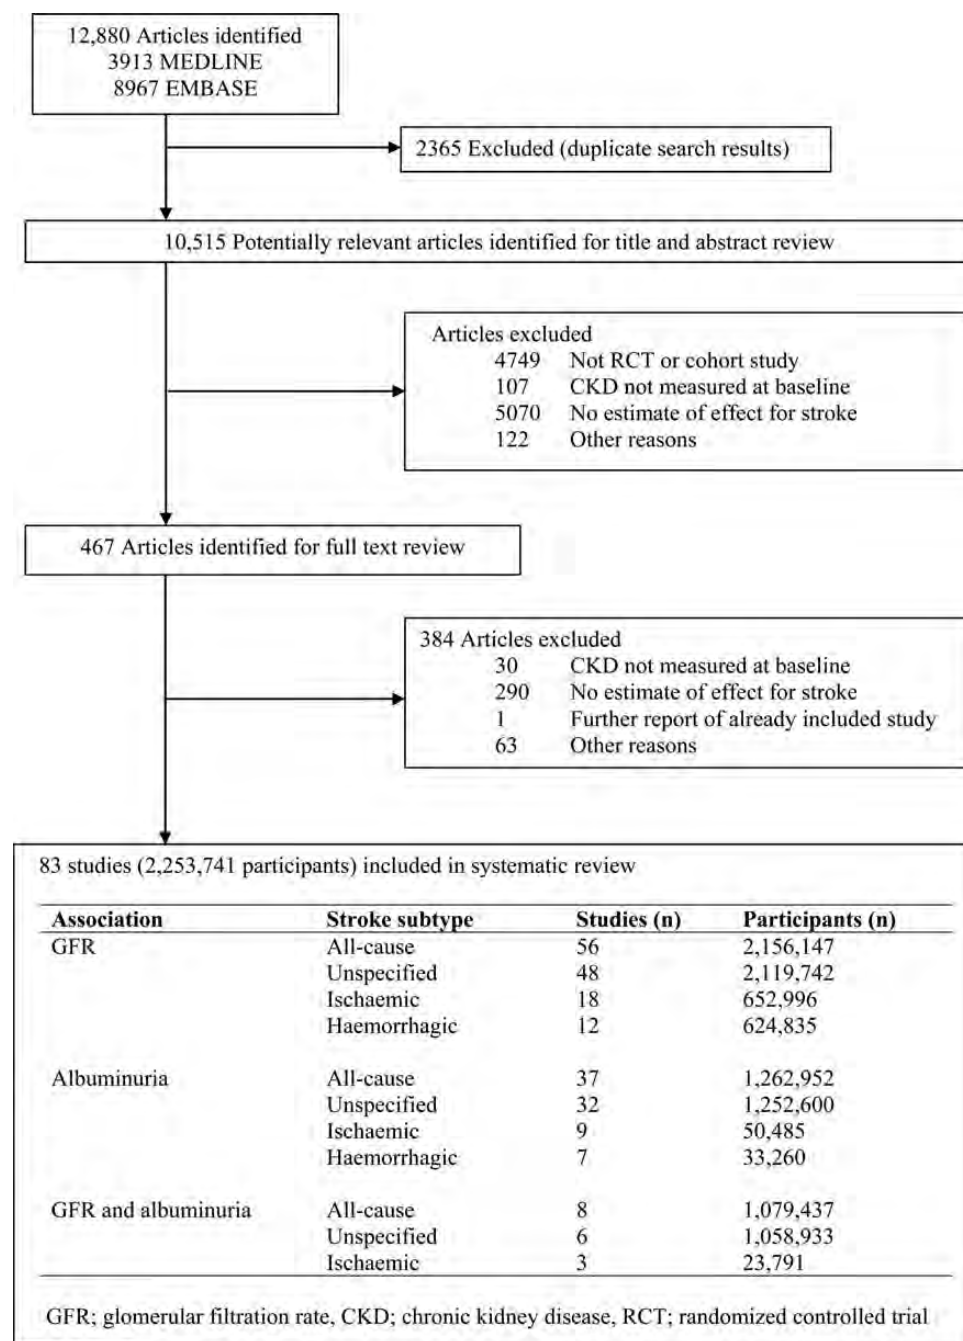 12,880 Articles identified
3913 MEDLINE
8967 EMBASE
2365 Excluded (duplicate search results)
10,515 Potentially relevant articles identified for title and abstract review
Articles excluded
4749 Not RCT or cohort study
107 CKD not measured at baseline
5070 No estimate of effect for stroke
122 Other reasons
467 Articles identified for full text review
384 Articles excluded
30 CKD not measured at baseline
290 No estimate of effect for stroke
1 Further report of already included study
63 Other reasons
83 studies (2,253,741 participants) included in systematic review
Association Stroke subtype Studies (n) Participants (n)
GFR All-cause 56 2,156,147
Unspecified 48 2,119,742
Ischaemic 18 652,996
Haemorrhagic 12 624,835
Albuminuria All-cause 37 1,262,952
Unspecified 32 1,252,600
Ischaemic 9 50,485
Haemorrhagic 7 33,260
GFR and albuminuria All-cause 8 1,079,437
Unspecified 6 1,058,933
Ischaemic 3 23,791
GFR; glomerular filtration rate, CKD; chronic kidney disease, RCT; randomized controlled trial